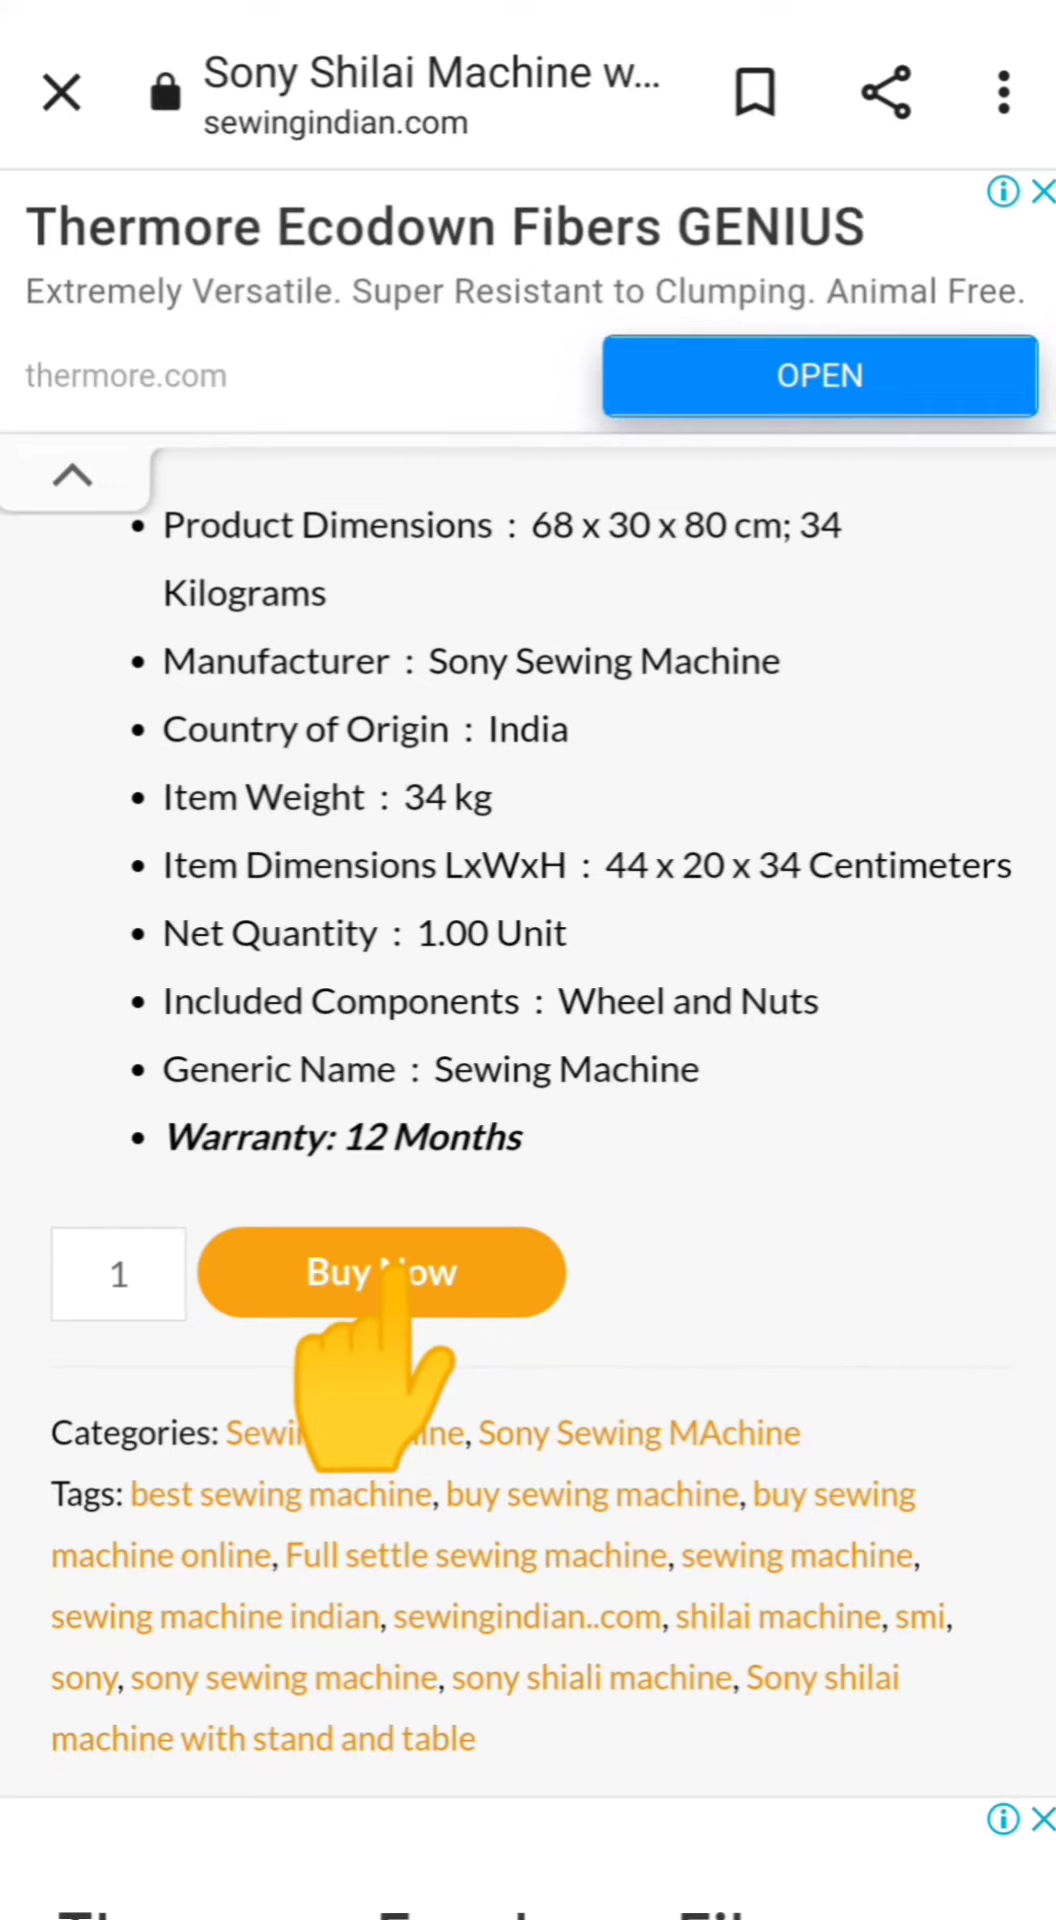 Sony Shilai Machine w...
sewingindian.com
Thermore Ecodown Fibers GENIUS
Extremely Versatile. Super Resistant to Clumping. Animal Free.
thermore.com
OPEN
• Product Dimensions : 68 x 30 x 80 cm; 34
Kilograms
• Manufacturer : Sony Sewing Machine
• Country of Origin : India
• Item Weight : 34 kg
• Item Dimensions LxWxH : 44 x 20 x 34 Centimeters
• Net Quantity : 1.00 Unit
• Included Components : Wheel and Nuts
• Generic Name : Sewing Machine
• Warranty: 12 Months
1
Buy Now
Categories: Sony Sewing MAchine
Tags: best sewing machine, buy sewing machine, buy sewing
machine online, Full settle sewing machine, sewing machine,
sewing machine indian, sewingindian..com, shilai machine, smi,
sony, sony sewing machine, sony shiali machine, Sony shilai
machine with stand and table